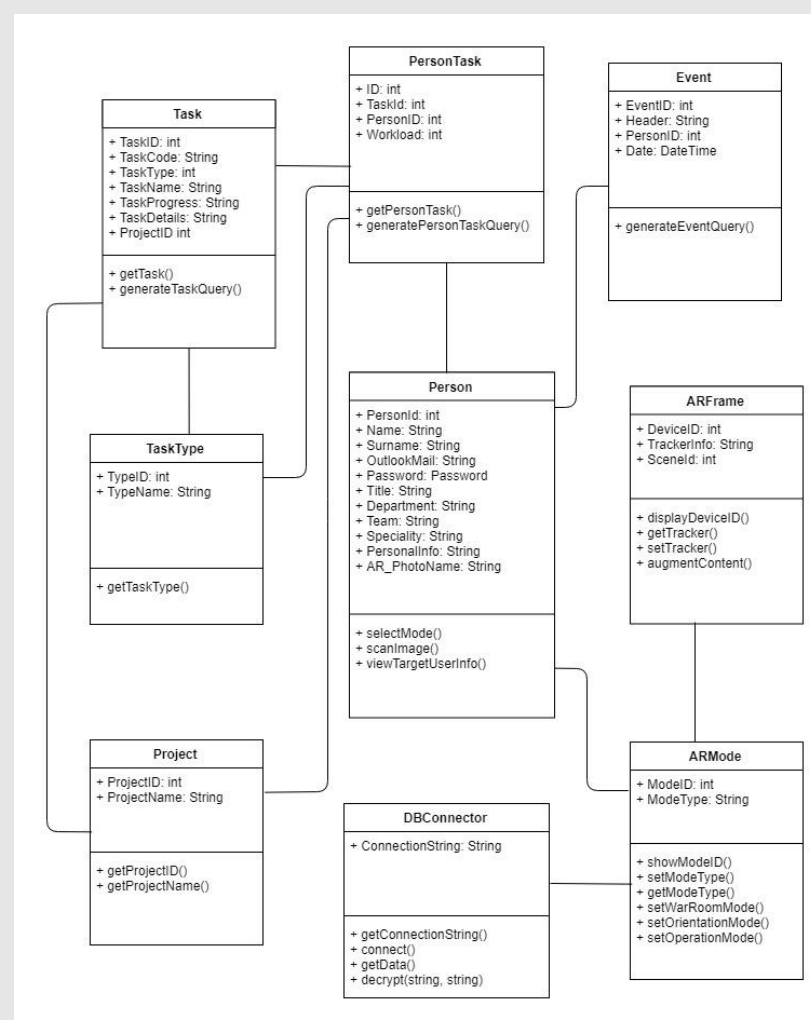 PersonTask
+ ID: int
+ TaskId: int
+ PersonID: int
+ Workload: int
+ getPersonTask()
+ generatePersonTaskQuery()
Event
+ EventID: int
+ Header: String
+ PersonID: int
+ Date: DateTime
+ generateEventQuery()
Task
+ TaskID: int
+ TaskCode: String
+ TaskType: int
+ TaskName: String
+ TaskProgress: String
+ TaskDetails: String
+ ProjectID int
+ getTask()
+ generateTaskQuery()
Person
+ PersonId: int
+ Name: String
+ Surname: String
+ OutlookMail: String
+ Password: Password
+ Title: String
+ Department: String
+ Team: String
+ Speciality: String
+ PersonalInfo: String
+ AR_PhotoName: String
+ selectMode()
+ scanImage()
+ viewTargetUserInfo()
ARFrame
+ DeviceID: int
+ TrackerInfo: String
+ SceneId: int
+ displayDeviceID()
+ getTracker()
+ setTracker()
+ augmentContent()
TaskType
+ TypeID: int
+ TypeName: String
+ getTaskType()
Project
+ ProjectID: int
+ ProjectName: String
+ getProjectID()
+ getProjectName()
DBConnector
+ ConnectionString: String
+ getConnectionString()
+ connect()
+ getData()
+ decrypt(string, string)
ARMode
+ ModeID: int
+ ModeType: String
+ showModeID()
+ setModeType()
+ getModeType()
+ setWarRoomMode()
+ setOrientationMode()
+ setOperationMode()